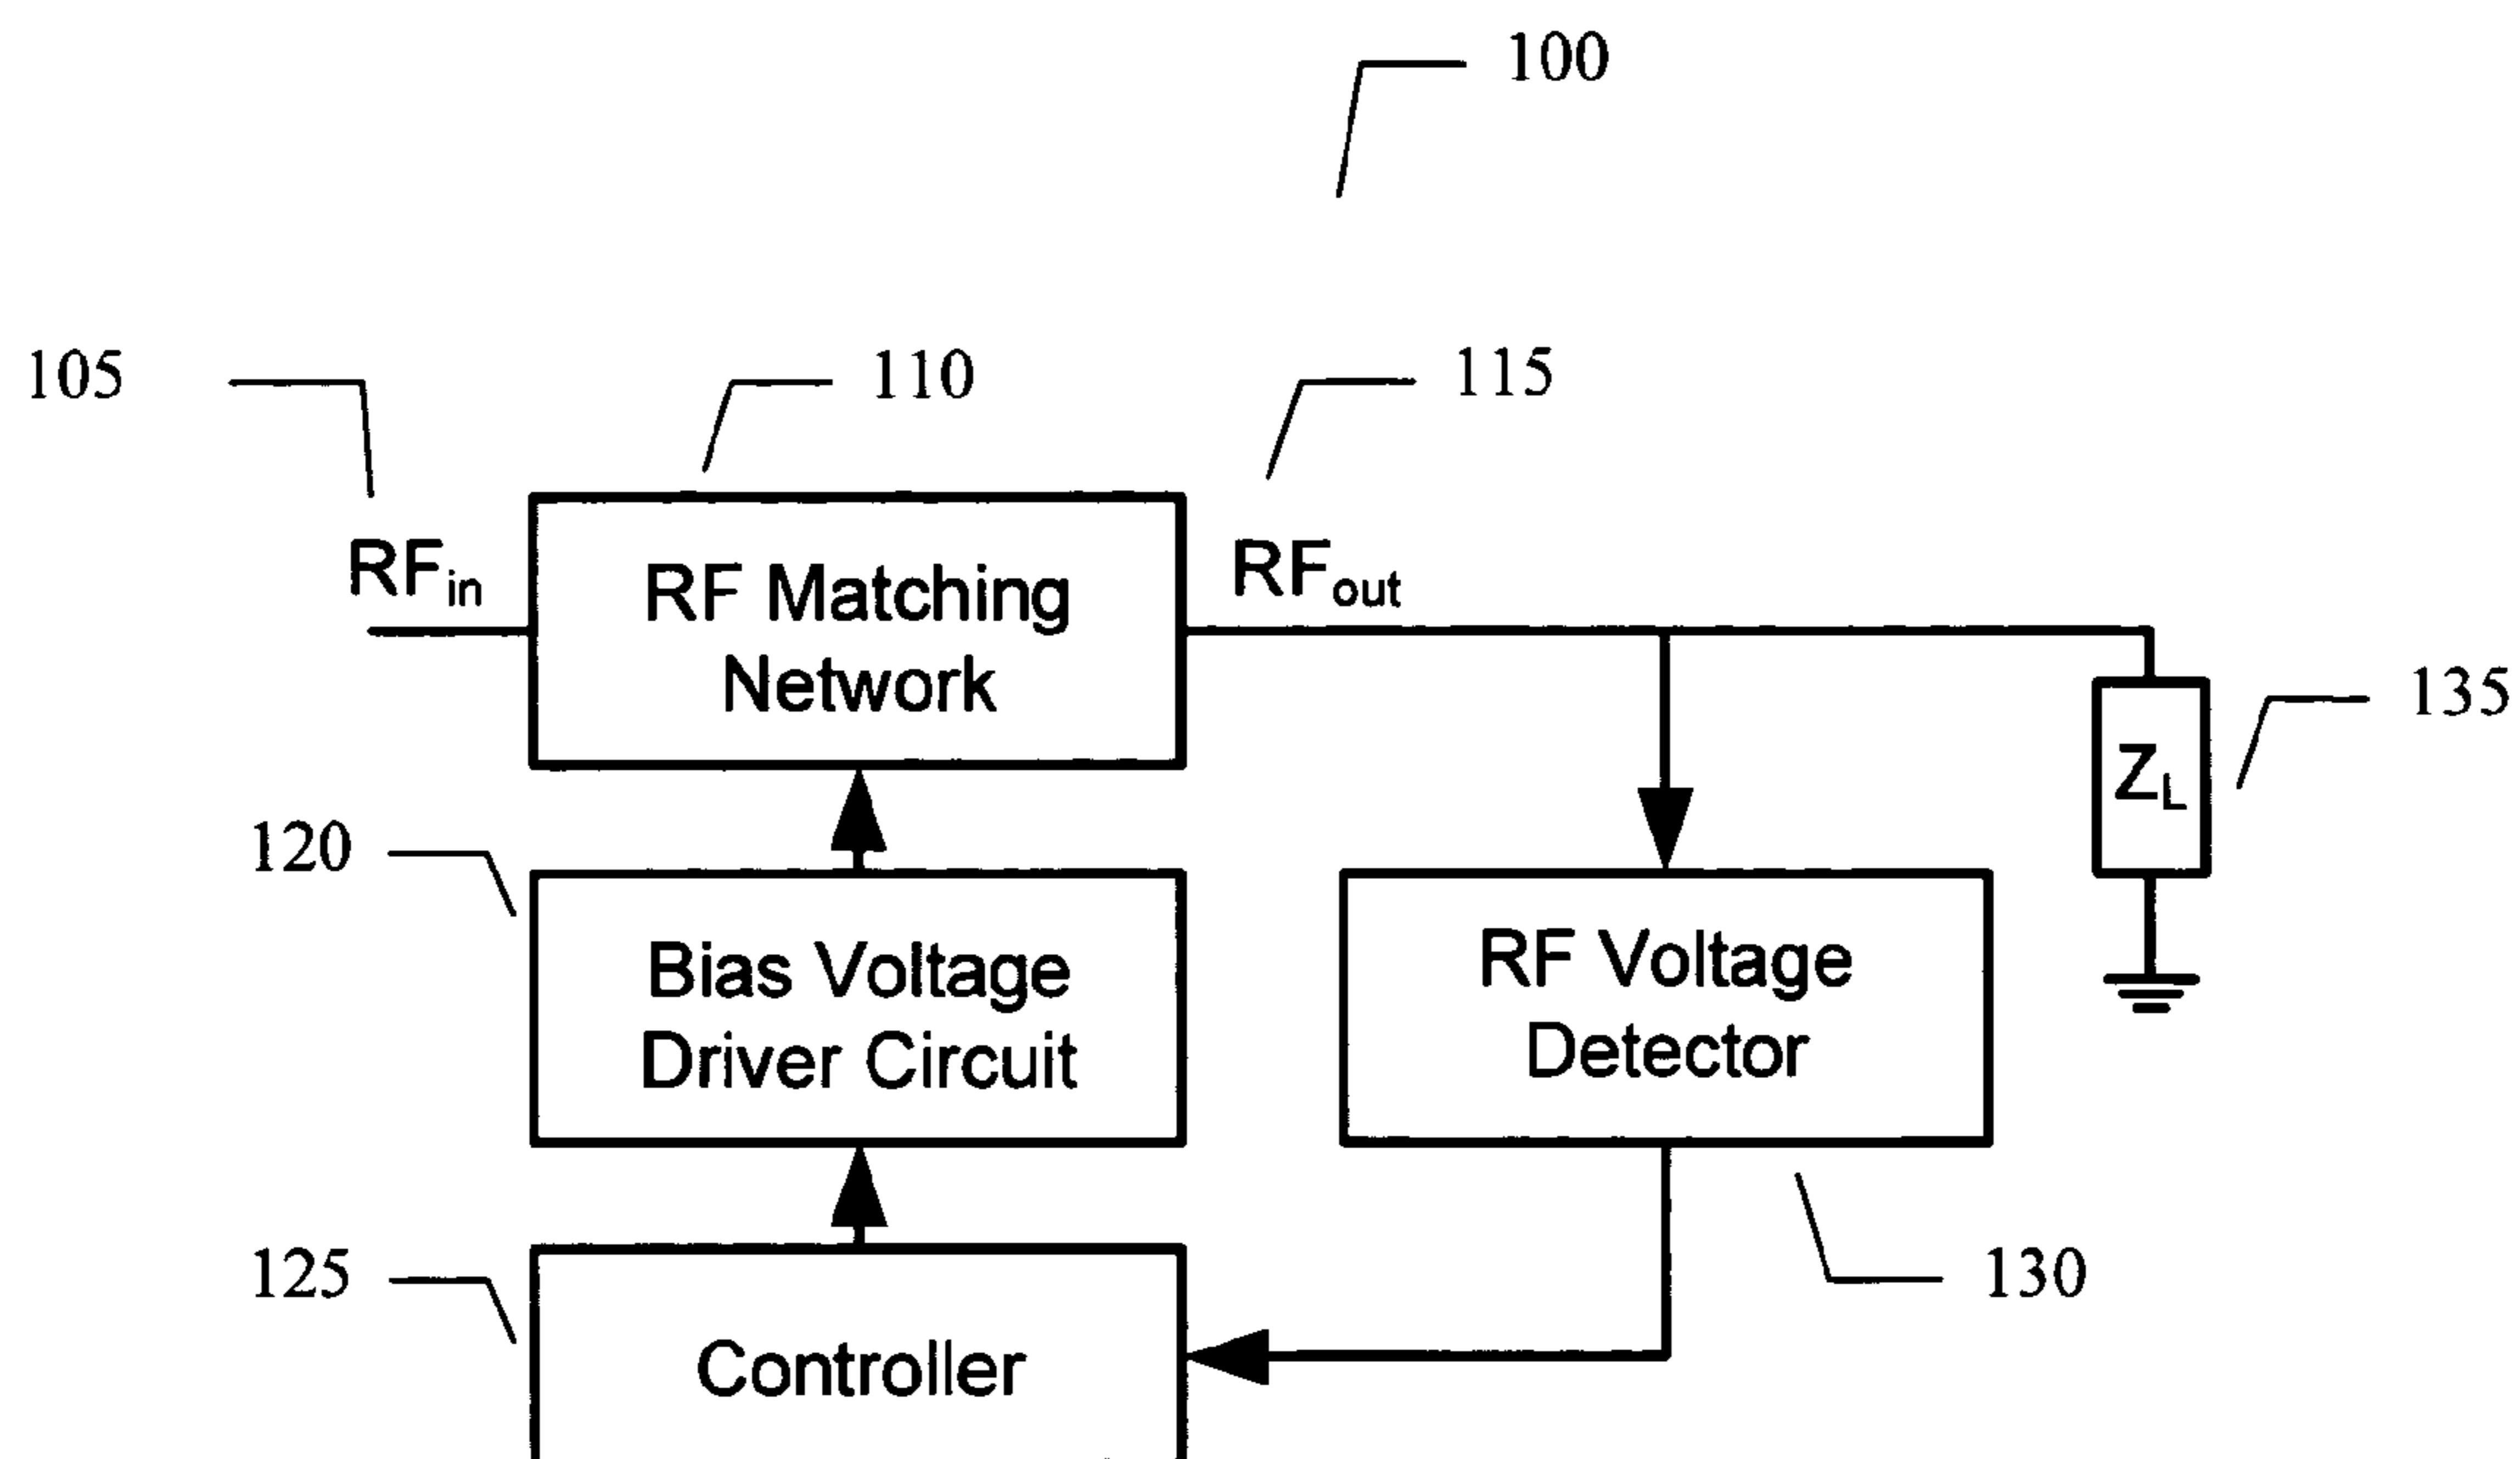 100
105
110
115
RFin
RF Matching
Network
RFout
135
ZL
120
Bias Voltage
Driver Circuit
RF Voltage
Detector
125
Controller
130